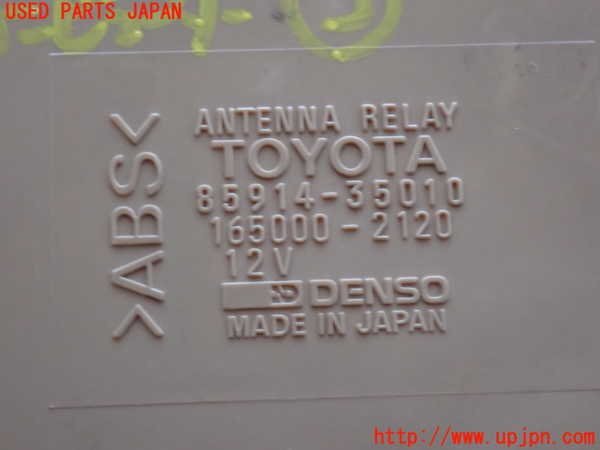 USED PARTS JAPAN
>ABS<
ANTENNA RELAY
TOYOTA
85914-35010
165000-2120
12V
DENSO
MADE IN JAPAN
http://www.upjpn.com/